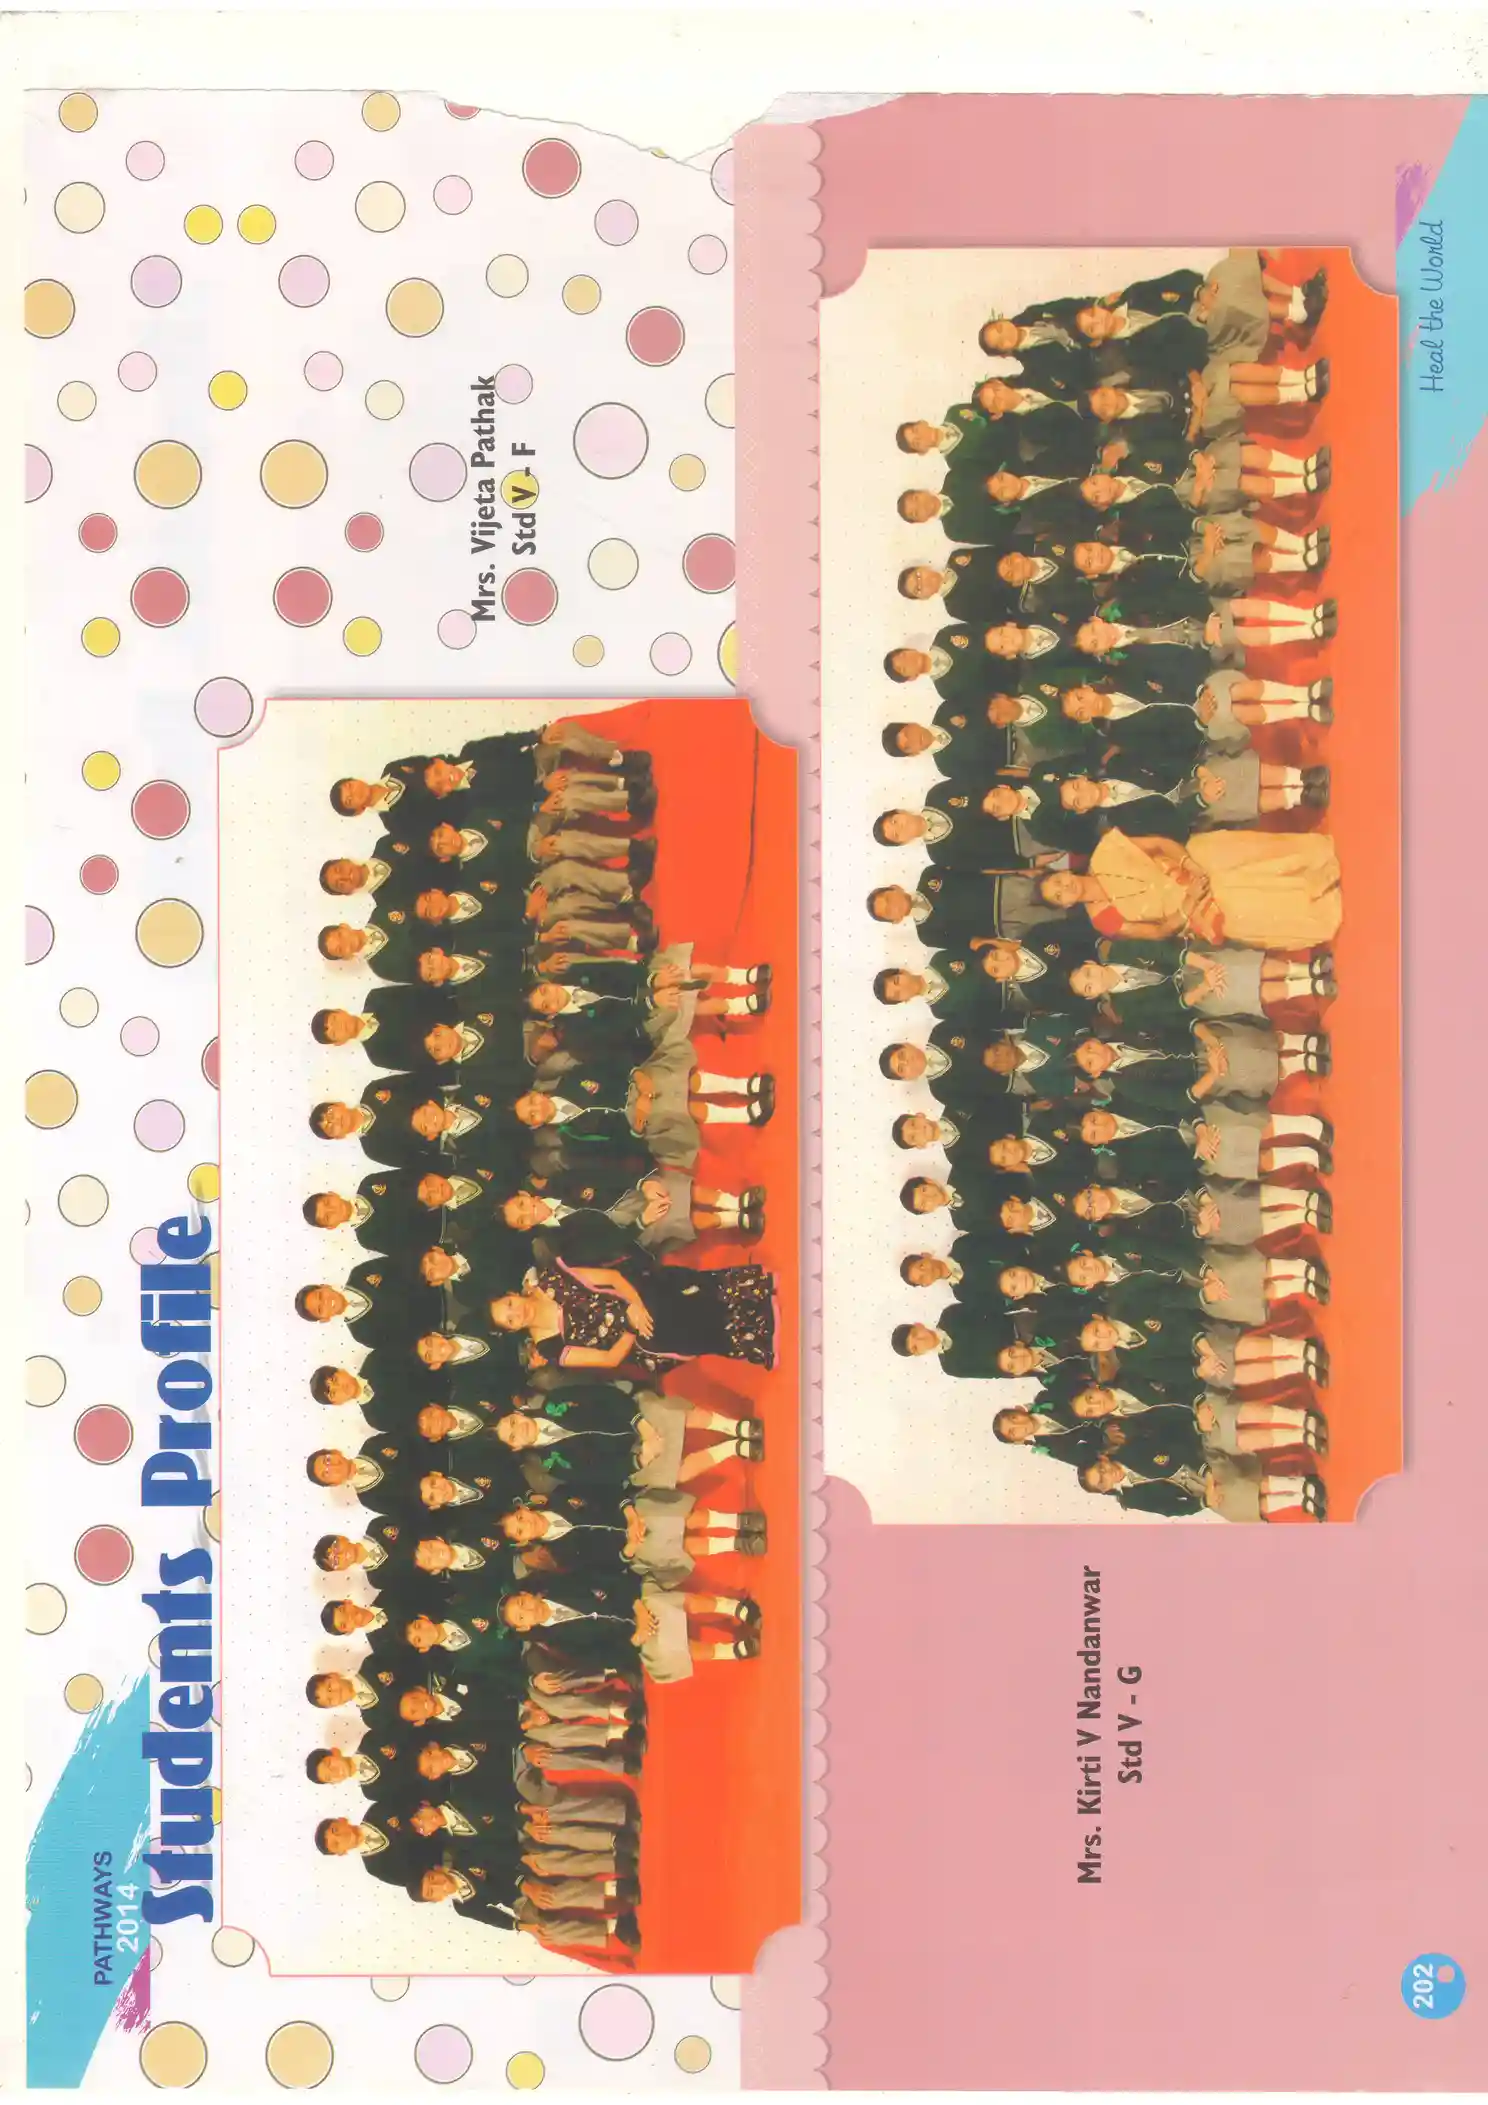 PATHWAYS
2014
Students Profile
Mrs. Vijeta Pathak
Std V - F
Mrs. Kirti V Nandanwar
Std V - G
202
Heal the World